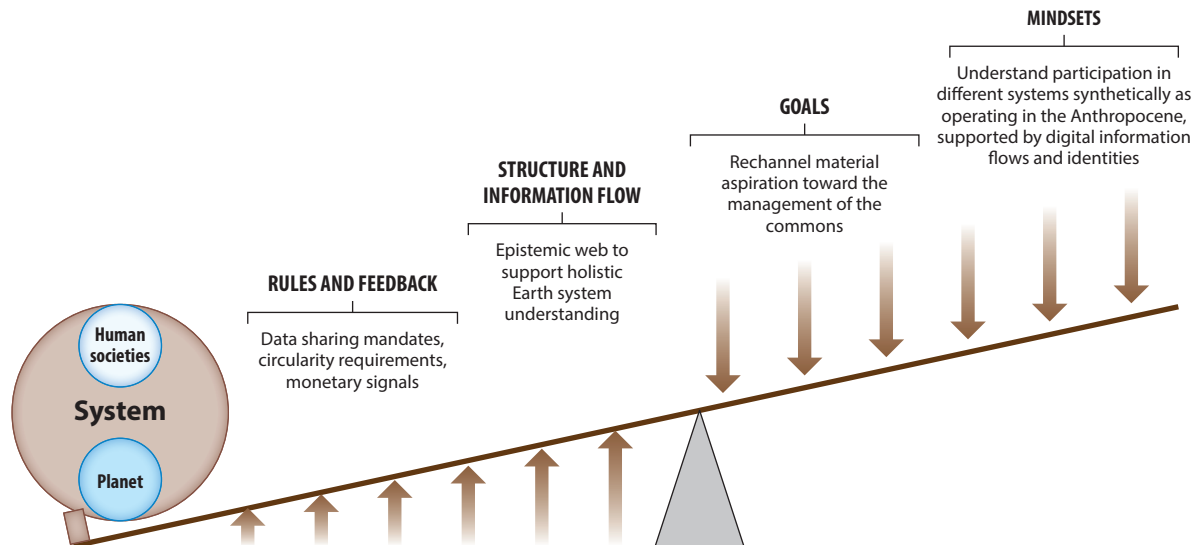 MINDSETS
Understand participation in
different systems synthetically as
operating in the Anthropocene,
supported by digital information
flows and identities
GOALS
Rechannel material
aspiration toward the
management of the
commons
STRUCTURE AND
INFORMATION FLOW
Epistemic web to
support holistic
Earth system
understanding
RULES AND FEEDBACK
Data sharing mandates,
circularity requirements,
monetary signals
Human
societies
System
Planet